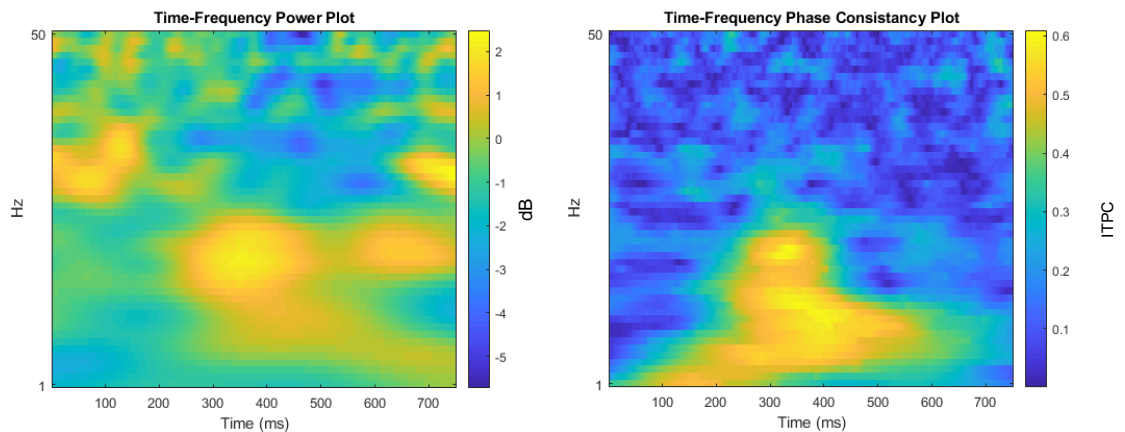 Time-Frequency Power Plot
50
Hz
1
100 200 300 400 500 600 700
Time (ms)
2
1
0
-1
-2
-3
-4
-5
dB
Time-Frequency Phase Consistancy Plot
50
Hz
1
100 200 300 400 500 600 700
Time (ms)
0.6
0.5
0.4
0.3
0.2
0.1
ITPC